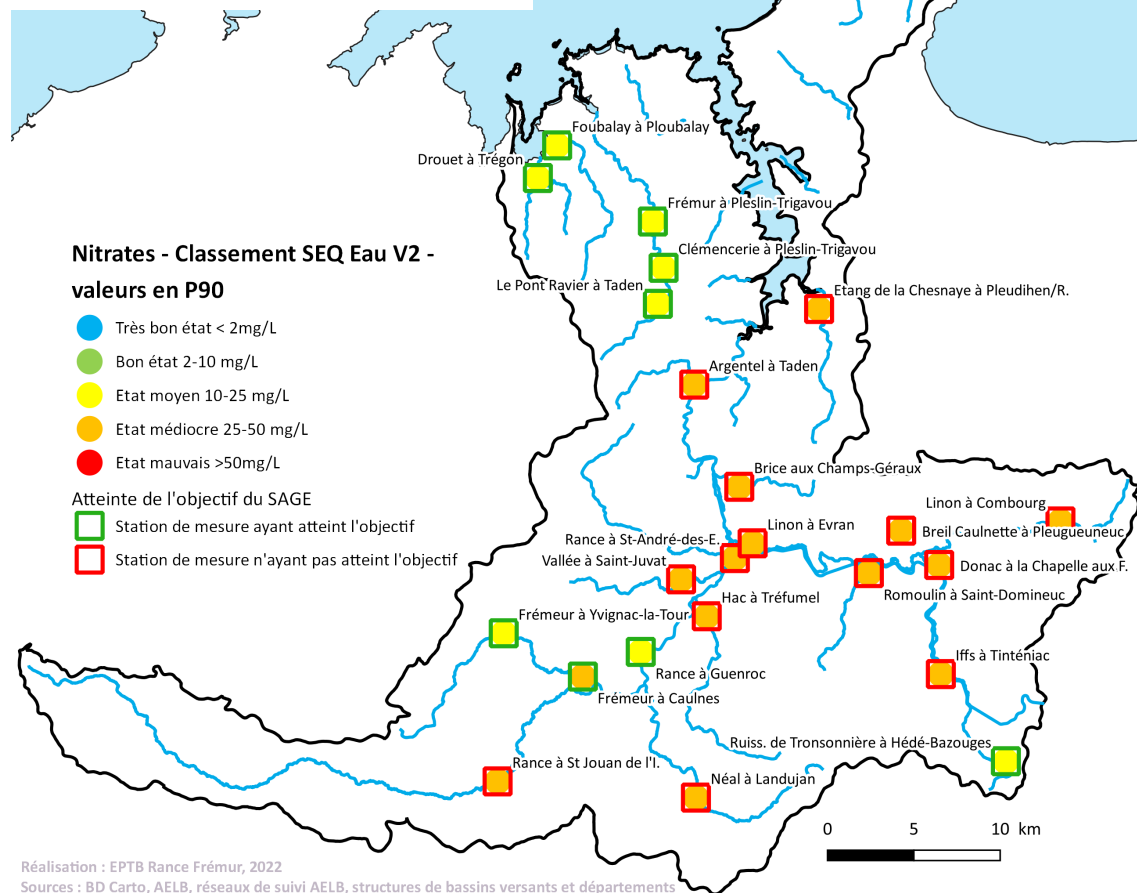 Foubalay à Ploubalay
Drouet à Trégon
Frémur à Pleslin-Trigavou
Clémencerie à Pleslin-Trigavou
Le Pont Ravier à Taden
Etang de la Chesnaye à Pleudihen/R.
Argentel à Taden
Nitrates - Classement SEQ Eau V2 -
valeurs en P90
Très bon état < 2mg/L
Bon état 2-10 mg/L
Etat moyen 10-25 mg/L
Etat médiocre 25-50 mg/L
Etat mauvais >50mg/L
Atteinte de l'objectif du SAGE
Station de mesure ayant atteint l'objectif
Station de mesure n'ayant pas atteint l'objectif
Brice aux Champs-Géraux
Linon à Combourg
Linon à Evran
Breil Caulnette à Pleugueuneuc
Rance à St-André-des-E.
Vallée à Saint-Juvat
Donac à la Chapelle aux F.
Romoulin à Saint-Domineuc
Hac à Tréfumel
Frémeur à Yvignac-la-Tour
Iffs à Tinténiac
Rance à Guenroc
Frémeur à Caulnes
Ruiss. de Tronsonnière à Hédé-Bazouges
Rance à St Jouan de l'I.
Néal à Landujan
0 5 10 km
Réalisation : EPTB Rance Frémur, 2022
Sources : BD Carto, AELB, réseaux de suivi AELB, structures de bassins versants et départements